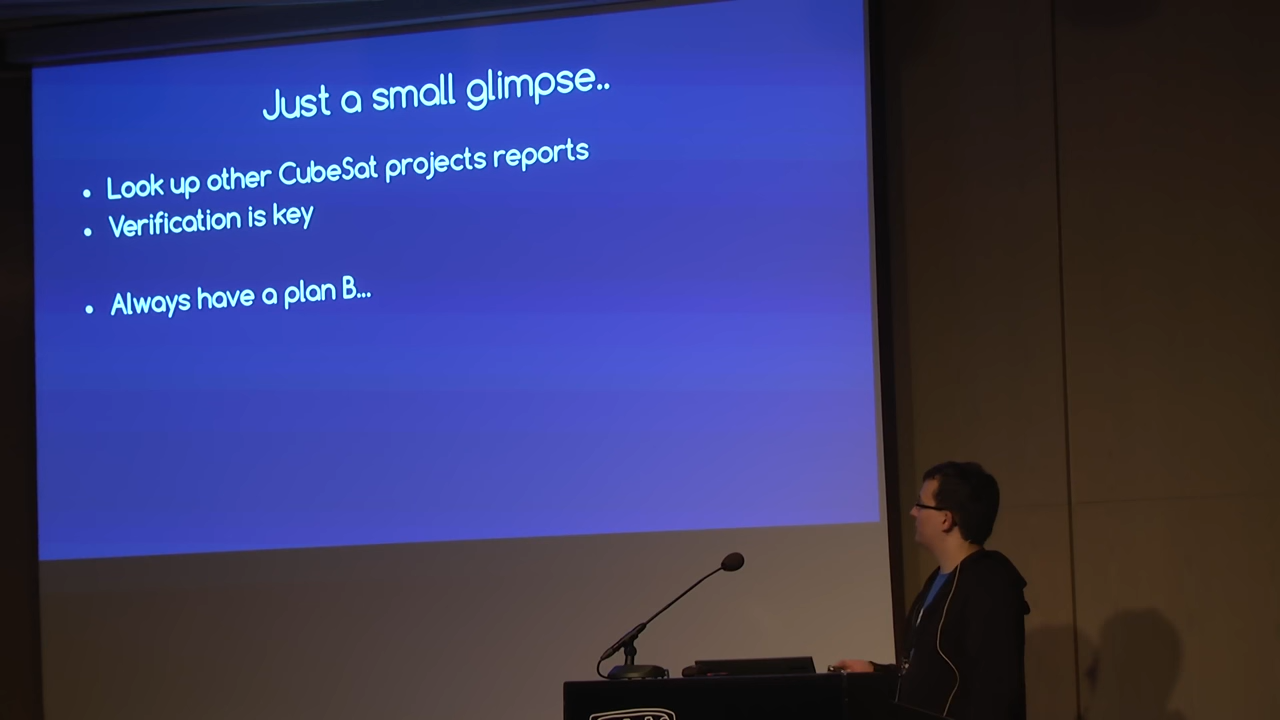 Just a small glimpse..
• Look up other CubeSat projects reports
• Verification is key
• Always have a plan B...